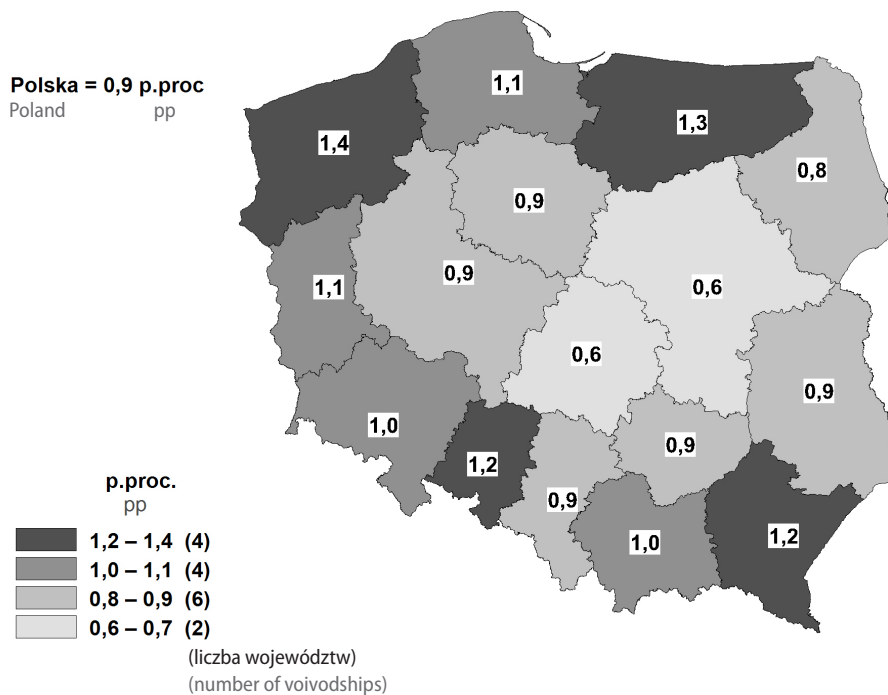 Polska = 0,9 p.proc
Poland pp
1,1
1,4
1,3
0,8
0,9
0,9
1,1
0,6
0,6
0,9
1,0
0,9
1,2
0,9
1,0
1,2
p.proc.
pp
1,2 – 1,4 (4)
1,0 – 1,1 (4)
0,8 – 0,9 (6)
0,6 – 0,7 (2)
(liczba województw)
(number of voivodships)